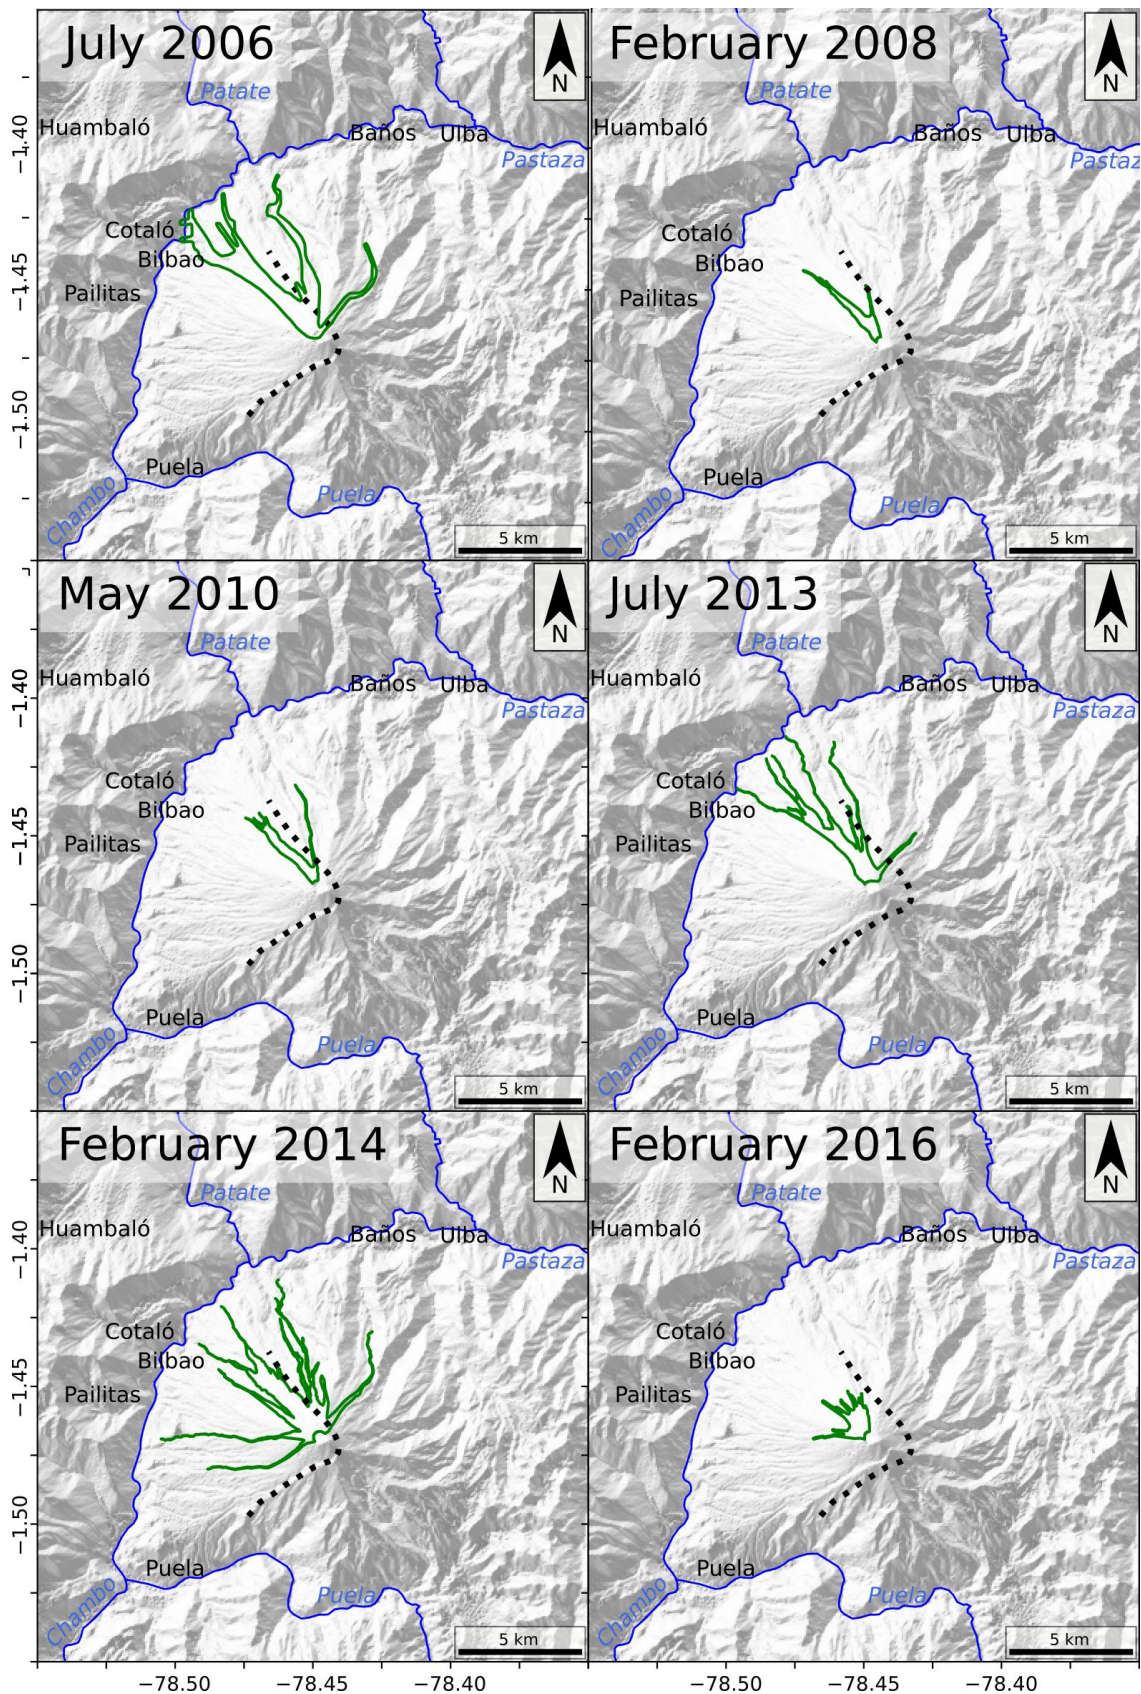 July 2006
N
Patate
Huambaló
Baños
Ulba
Pastaza
Cotaló
Bilbao
Pailitas
Puela
Puela
Chambo
5 km
−1.40
−1.45
−1.50
February 2008
N
Patate
Huambaló
Baños
Ulba
Pastaza
Cotaló
Bilbao
Pailitas
Puela
Puela
Chambo
5 km
May 2010
N
Patate
Huambaló
Baños
Ulba
Pastaza
Cotaló
Bilbao
Pailitas
Puela
Puela
Chambo
5 km
−1.40
−1.45
−1.50
July 2013
N
Patate
Huambaló
Baños
Ulba
Pastaza
Cotaló
Bilbao
Pailitas
Puela
Puela
Chambo
5 km
February 2014
N
Patate
Huambaló
Baños
Ulba
Pastaza
Cotaló
Bilbao
Pailitas
Puela
Puela
Chambo
5 km
−1.40
−1.45
−1.50
−78.50
−78.45
−78.40
February 2016
N
Patate
Huambaló
Baños
Ulba
Pastaza
Cotaló
Bilbao
Pailitas
Puela
Puela
Chambo
5 km
−78.50
−78.45
−78.40